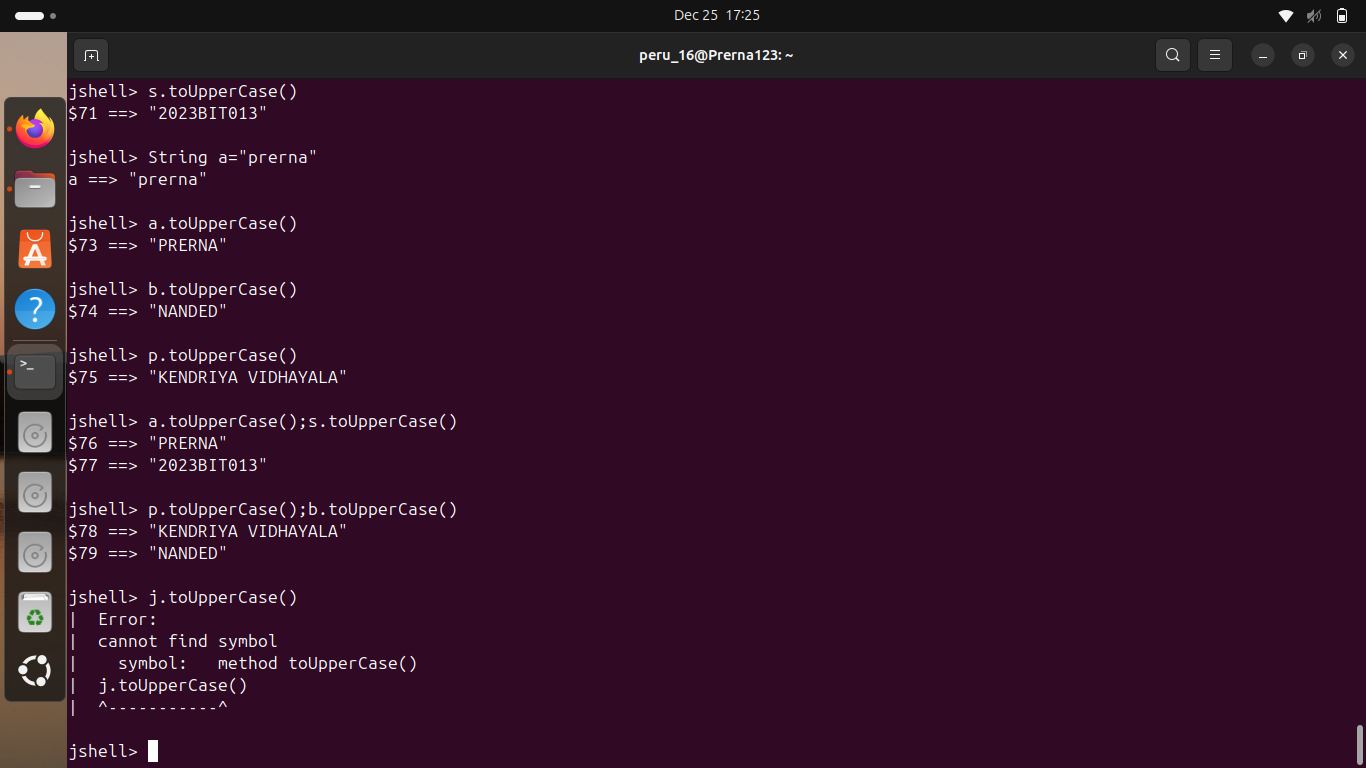 Dec 25 17:25
peru_16@Prerna123: ~
jshell> s.toUpperCase()
$71 ==> "2023BIT013"
jshell> String a="prerna"
a ==> "prerna"
jshell> a.toUpperCase()
$73 ==> "PRERNA"
jshell> b.toUpperCase()
$74 ==> "NANDED"
jshell> p.toUpperCase()
$75 ==> "KENDRIYA VIDHAYALA"
jshell> a.toUpperCase();s.toUpperCase()
$76 ==> "PRERNA"
$77 ==> "2023BIT013"
jshell> p.toUpperCase();b.toUpperCase()
$78 ==> "KENDRIYA VIDHAYALA"
$79 ==> "NANDED"
jshell> j.toUpperCase()
|  Error:
|  cannot find symbol
|    symbol:   method toUpperCase()
|  j.toUpperCase()
|  ^-----------^
jshell>